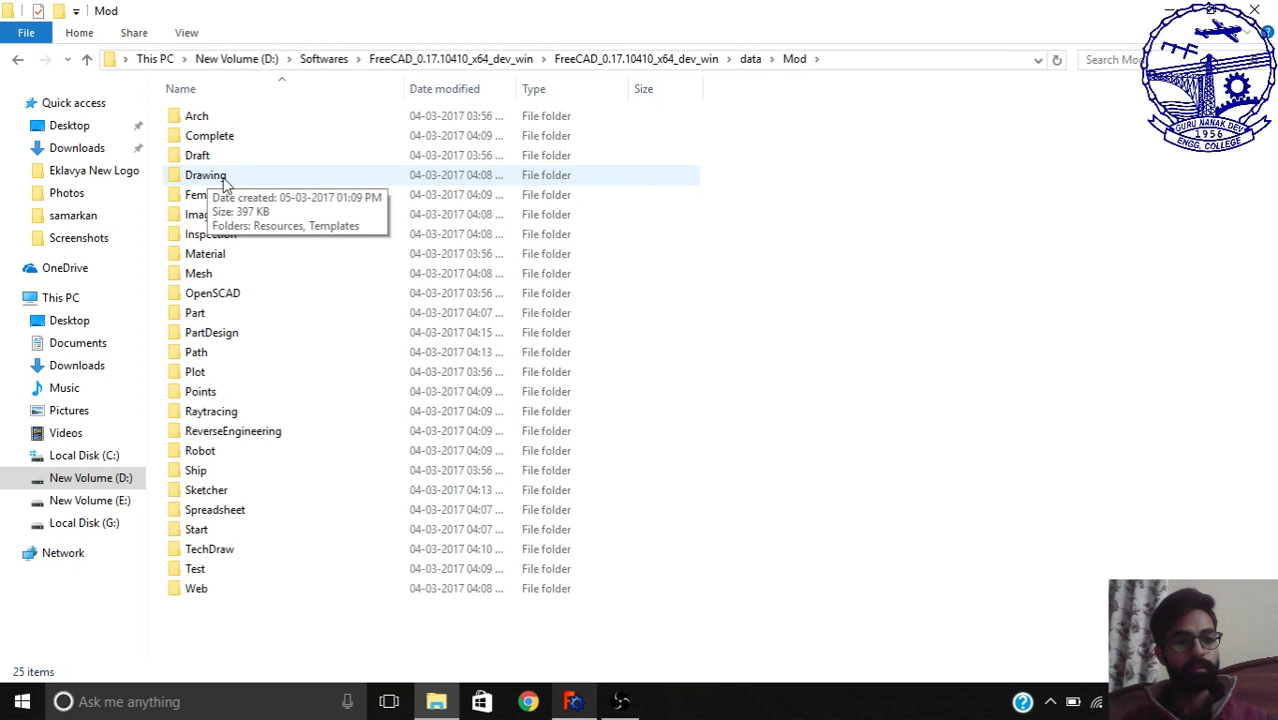 Mod
File Home Share View
This PC New Volume (D:) Softwares FreeCAD_0.17.10410_x64_dev_win FreeCAD_0.17.10410_x64_dev_win data Mod
Search Mo
Name Date modified Type Size
Quick access
Desktop
Downloads
Eklavya New Logo
Photos
samarkan
Screenshots
OneDrive
This PC
Desktop
Documents
Downloads
Music
Pictures
Videos
Local Disk (C:)
New Volume (D:)
New Volume (E:)
Local Disk (G:)
Network
Arch 04-03-2017 03:56 ... File folder
Complete 04-03-2017 04:09 ... File folder
Draft 04-03-2017 03:56 ... File folder
Drawing 04-03-2017 04:08 ... File folder
Fem 04-03-2017 04:09 ... File folder
Imag 04-03-2017 04:08 ... File folder
Inspection 04-03-2017 04:08 ... File folder
Material 04-03-2017 03:56 ... File folder
Mesh 04-03-2017 04:08 ... File folder
OpenSCAD 04-03-2017 03:56 ... File folder
Part 04-03-2017 04:07 ... File folder
PartDesign 04-03-2017 04:15 ... File folder
Path 04-03-2017 04:13 ... File folder
Plot 04-03-2017 03:56 ... File folder
Points 04-03-2017 04:09 ... File folder
Raytracing 04-03-2017 04:09 ... File folder
ReverseEngineering 04-03-2017 04:09 ... File folder
Robot 04-03-2017 04:09 ... File folder
Ship 04-03-2017 03:56 ... File folder
Sketcher 04-03-2017 04:13 ... File folder
Spreadsheet 04-03-2017 04:07 ... File folder
Start 04-03-2017 04:07 ... File folder
TechDraw 04-03-2017 04:10 ... File folder
Test 04-03-2017 04:09 ... File folder
Web 04-03-2017 04:08 ... File folder
Date created: 05-03-2017 01:09 PM
Size: 397 KB
Folders: Resources, Templates
25 items
Ask me anything
1956
GURU NANAK DEV
ENGG. COLLEGE